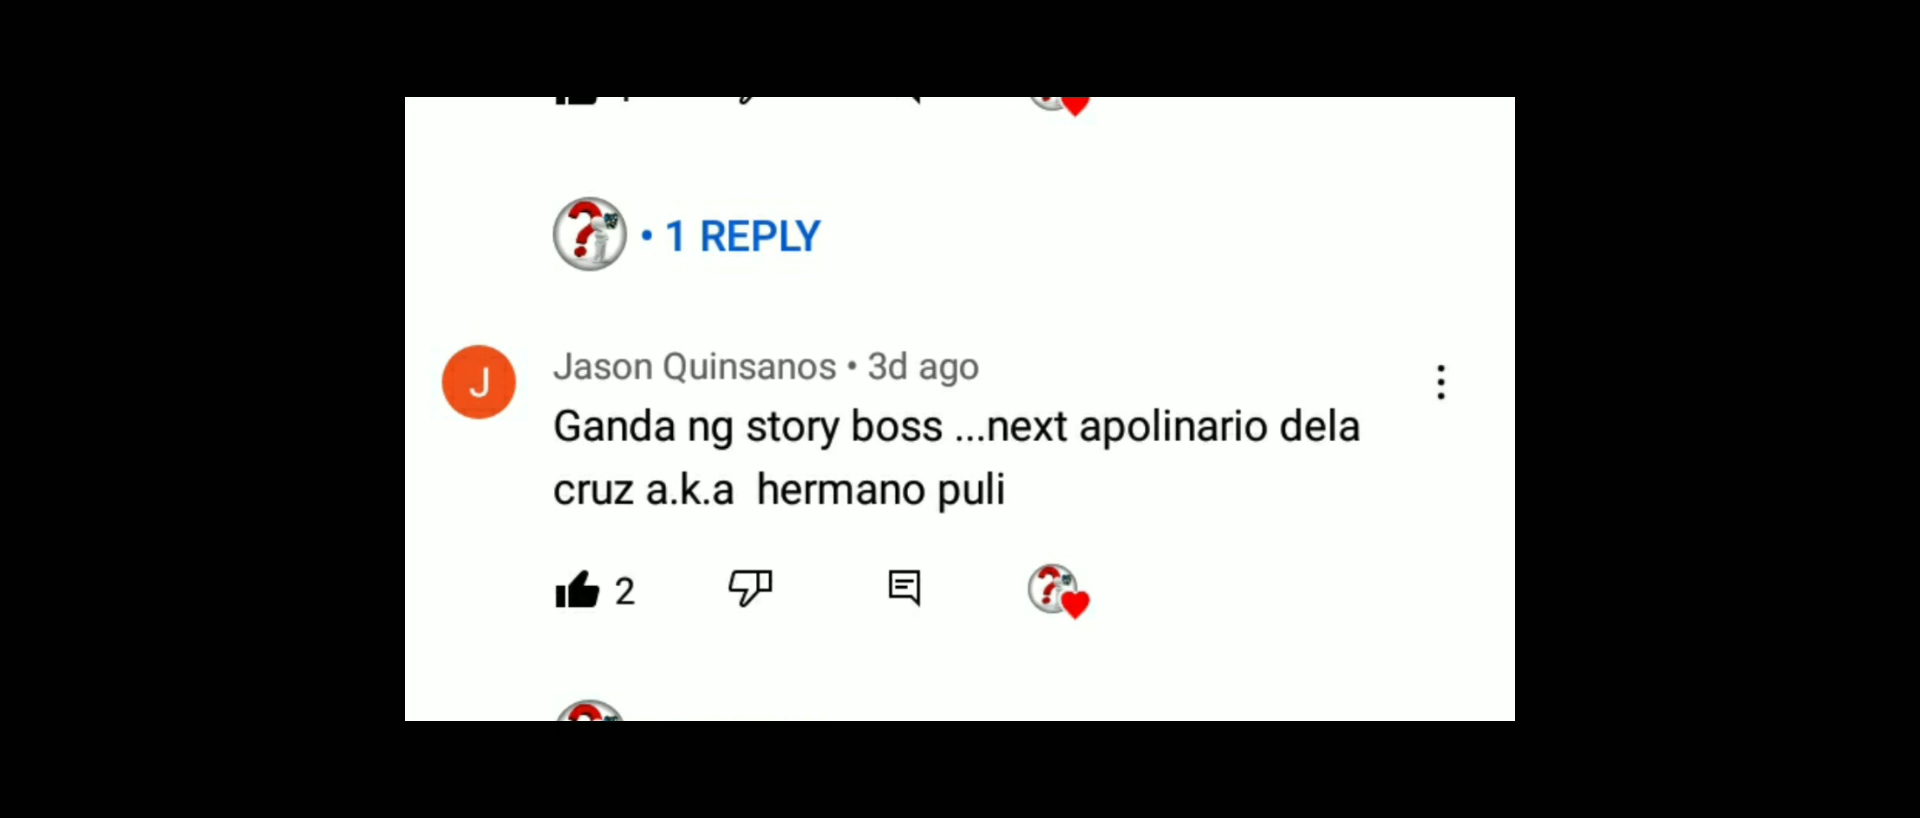 • 1 REPLY
J
Jason Quinsanos • 3d ago
Ganda ng story boss ...next apolinario dela
cruz a.k.a  hermano puli
2